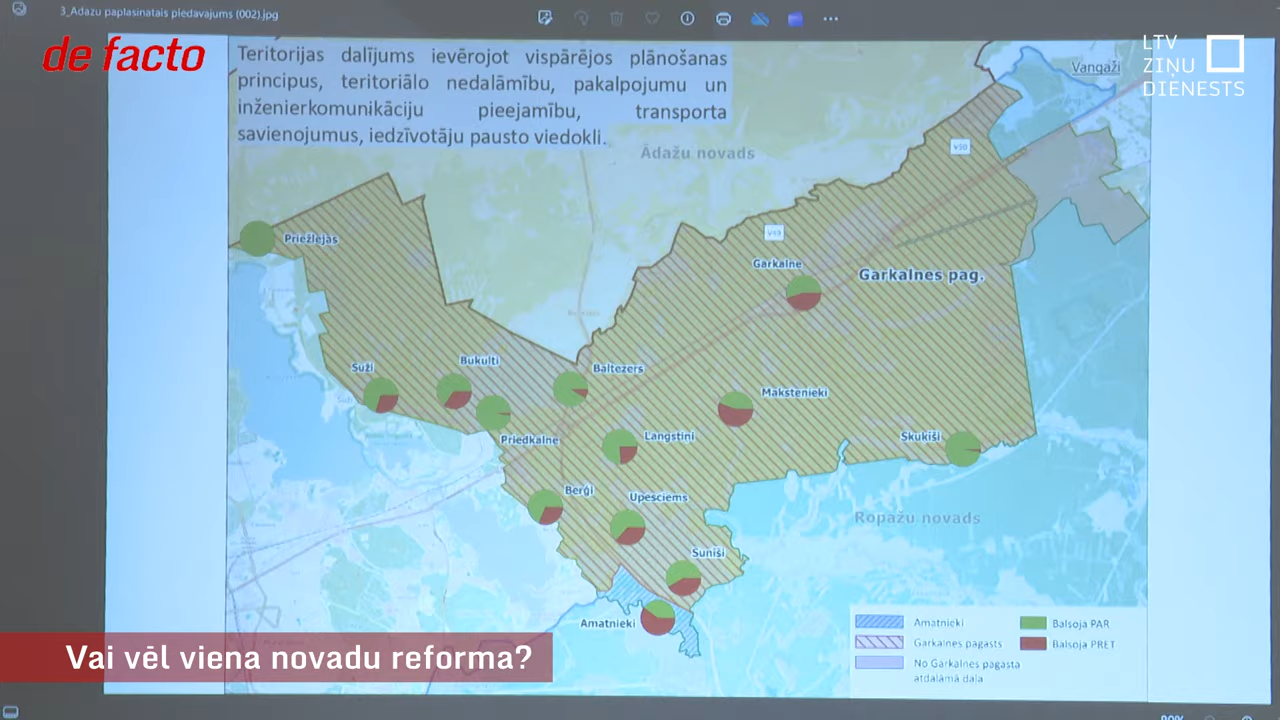 3_Adazu paplasinatais piedavajums (002).jpg
de facto
LTV
ZIŅU
DIENESTS
Teritorijas dalījums ievērojot vispārējos plānošanas
principus, teritoriālo nedalāmību, pakalpojumu un
inženierkomunikāciju pieejamību, transporta
savienojumus, iedzīvotāju pausto viedokli.
Vangaži
Ādažu novads
V50
Priežlejas
Garkalne
Garkalnes pag.
Suži
Bukulti
Baltezers
Makstenieki
Priedkalne
Langstiņi
Skuķīši
Berģi
Upesciems
Ropažu novads
Sunīši
Amatnieki
Amatnieki
Balsoja PAR
Garkalnes pagasts
Balsoja PRET
No Garkalnes pagasta
atdalāmā daļa
Vai vēl viena novadu reforma?